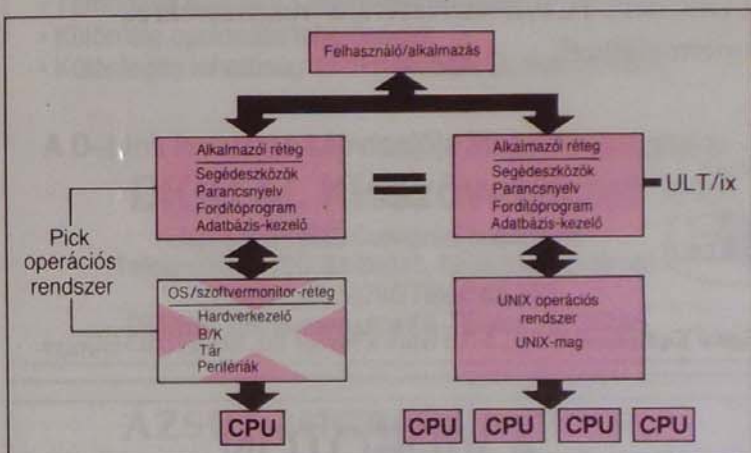 Felhasználó/alkalmazás
Alkalmazói réteg
Segédeszközök
Parancsnyelv
Fordítóprogram
Adatbázis-kezelő
Alkalmazói réteg
Segédeszközök
Parancsnyelv
Fordítóprogram
Adatbázis-kezelő
ULT/ix
Pick
operációs
rendszer
OS/szoftvermonitor-réteg
Hardverkezelő
B/K
Tár
Perifériák
UNIX operációs
rendszer
UNIX-mag
CPU
CPU
CPU
CPU
CPU